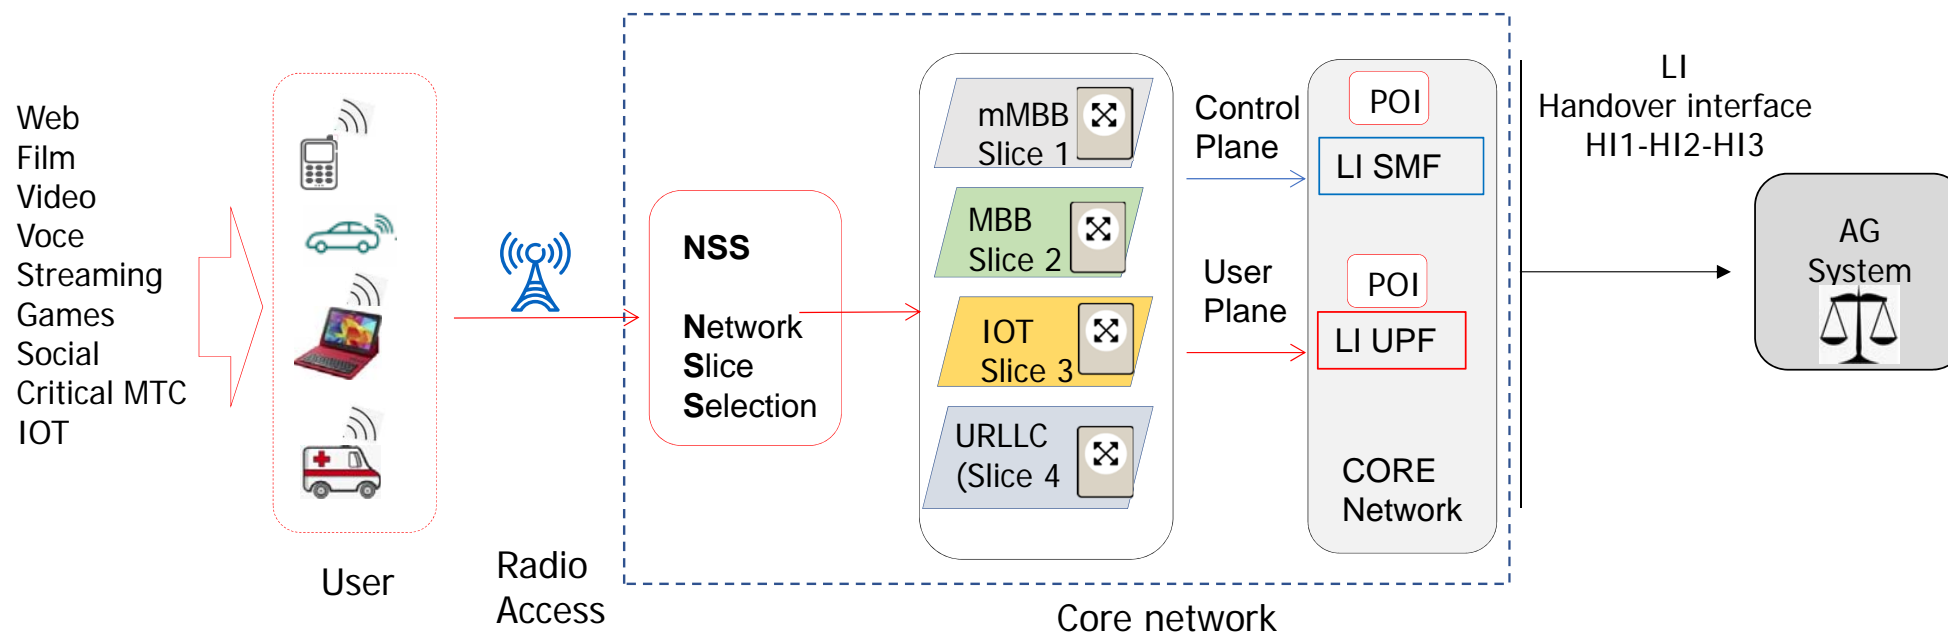 Web
Film
Video
Voce
Streaming
Games
Social
Critical MTC
IOT
User
Radio
Access
NSS
Network
Slice
Selection
mMBB
Slice 1
MBB
Slice 2
IOT
Slice 3
URLLC
(Slice 4
Control
Plane
User
Plane
POI
LI SMF
POI
LI UPF
CORE
Network
Core network
LI
Handover interface
HI1-HI2-HI3
AG
System